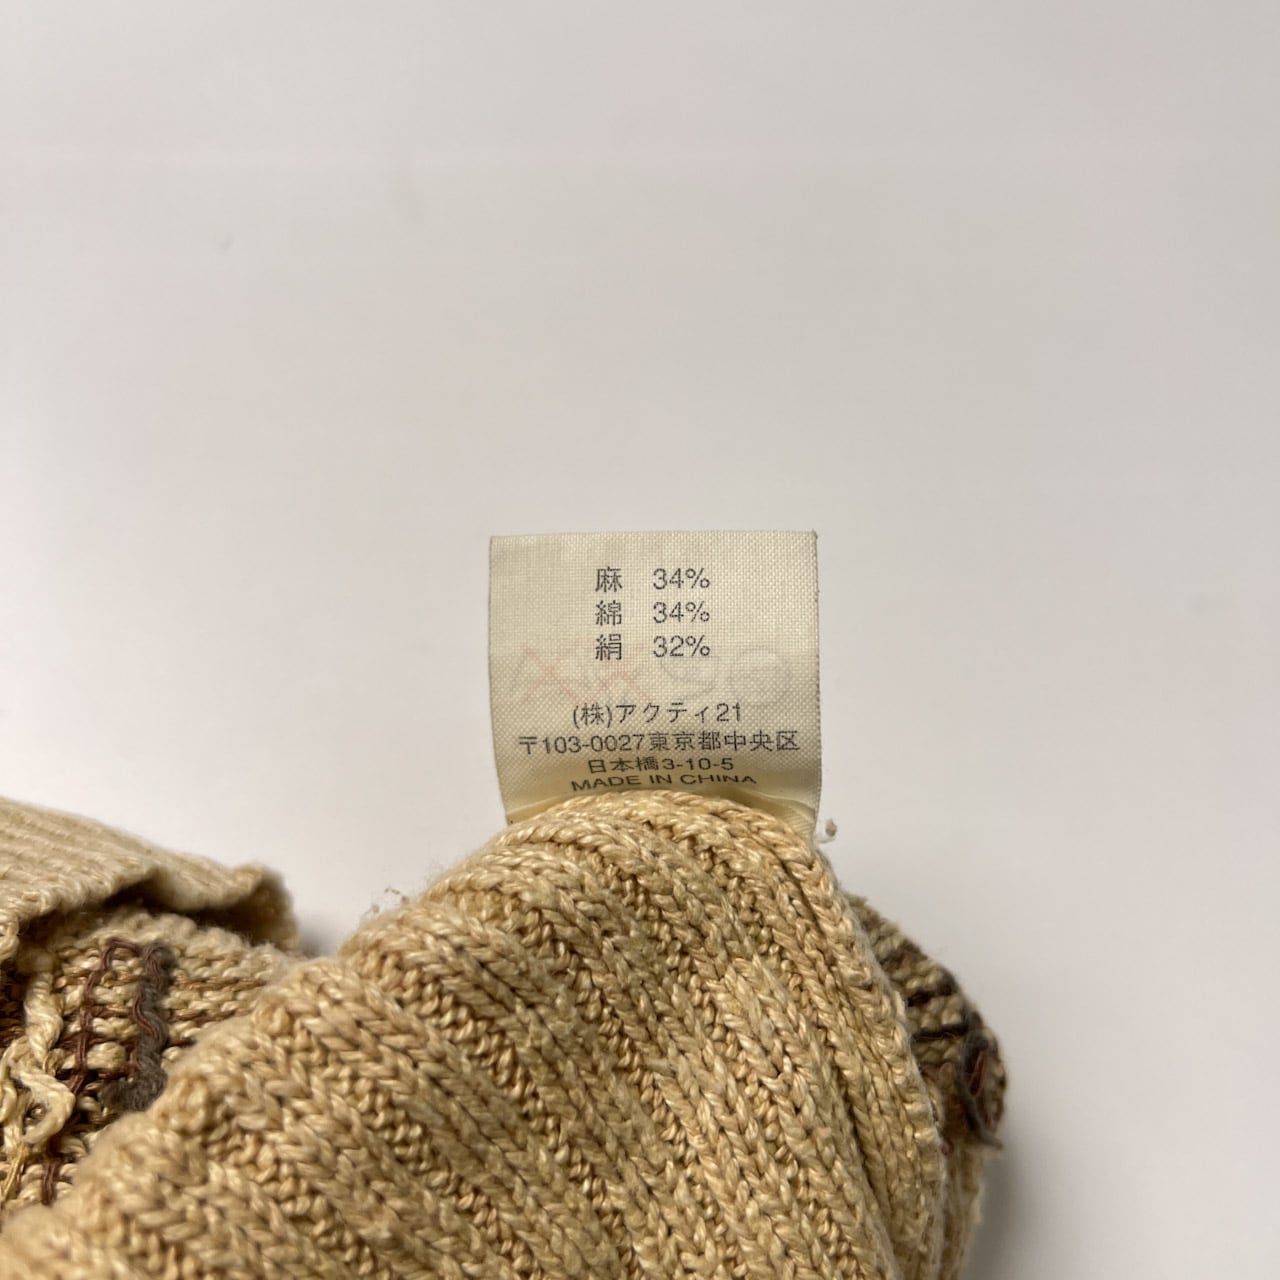 麻 34%
綿 34%
絹 32%
(株)アクティ21
〒103-0027東京都中央区
日本橋3-10-5
MADE IN CHINA